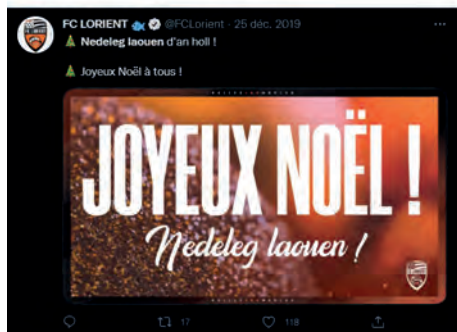 FC LORIENT @FCLorient · 25 déc. 2019
Nedeleg laouen d'an holl !
Joyeux Noël à tous !
JOYEUX NOËL !
Nedeleg laouen !
17 118